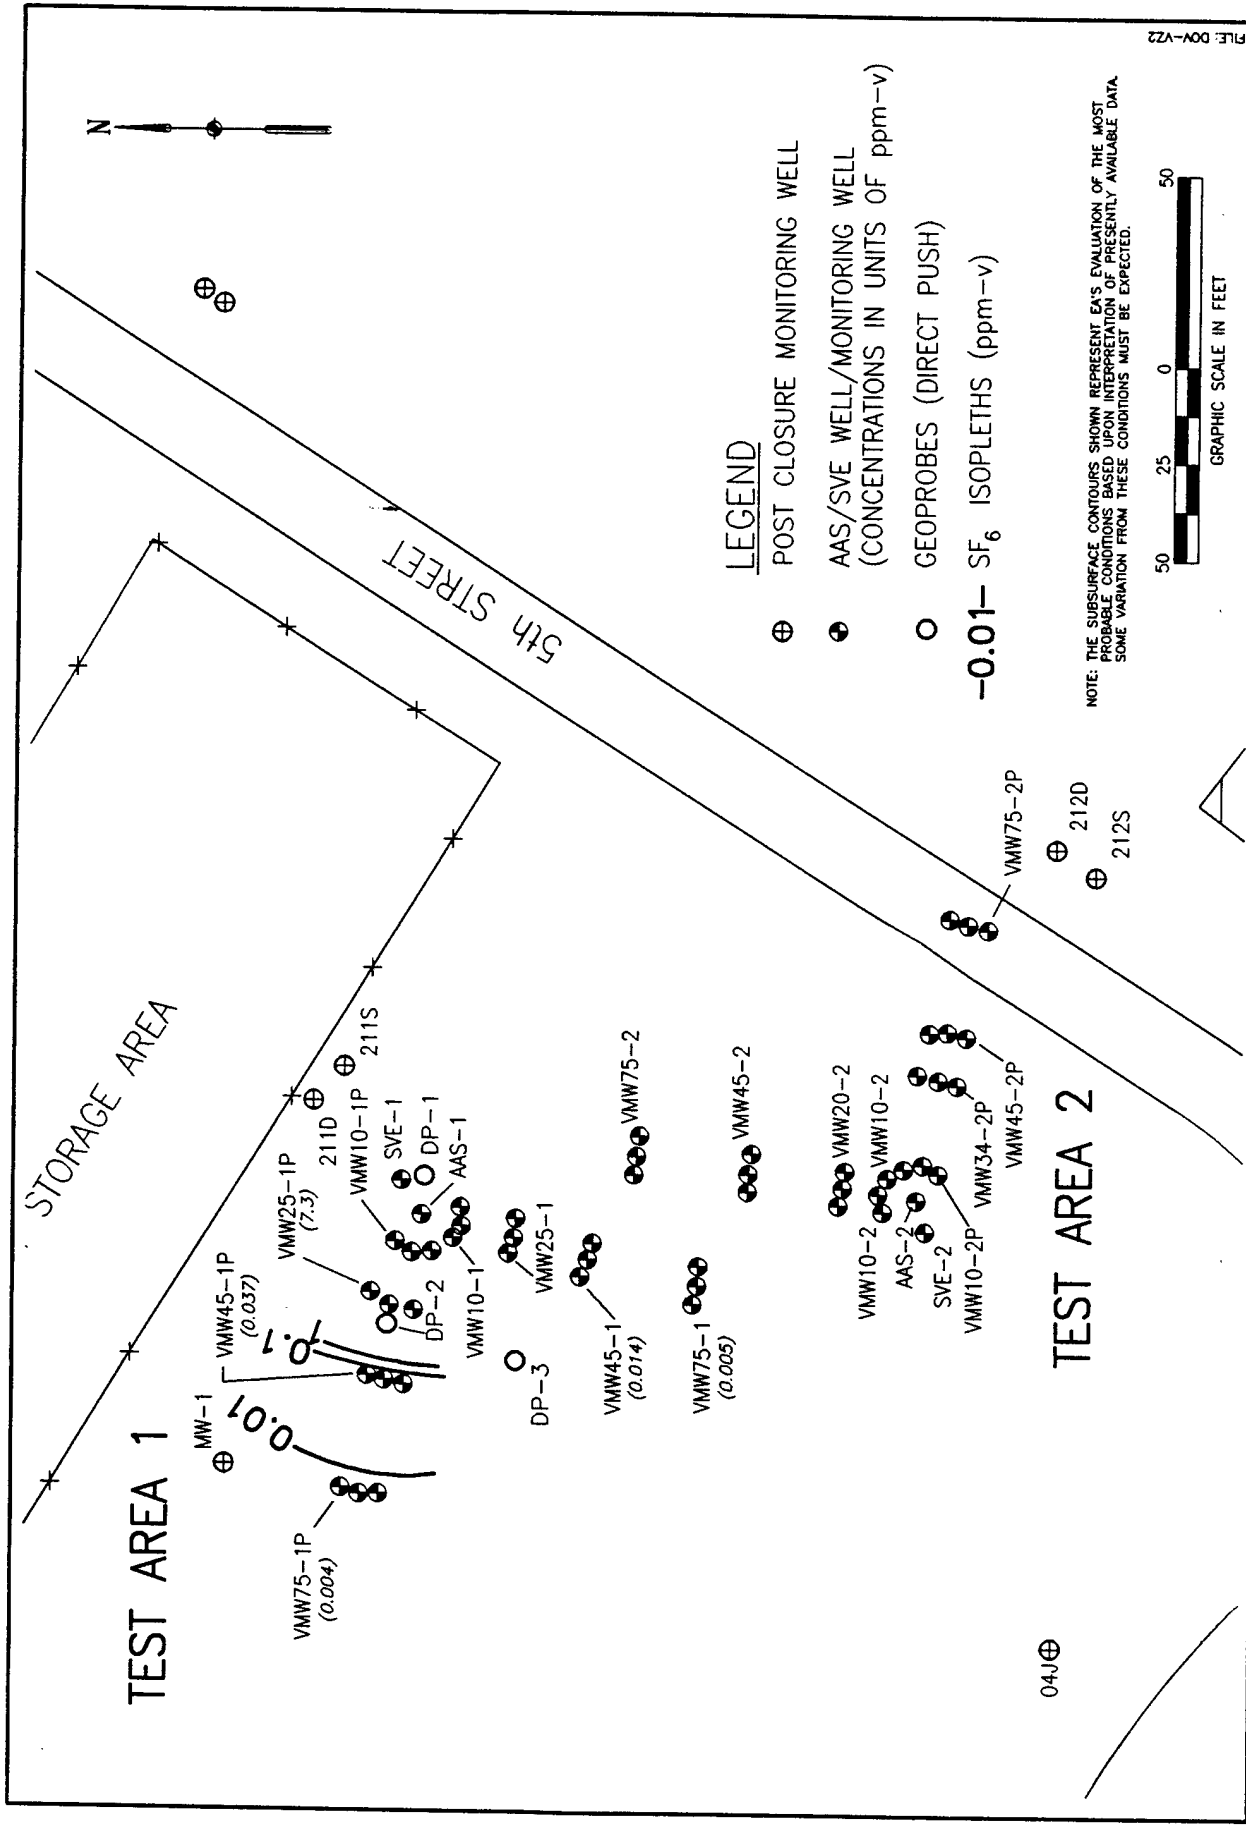 N
STORAGE AREA
5th STREET
TEST AREA 1
MW-1
VMW75-1P
(0.004)
0.01
VMW45-1P
(0.037)
0.1
1
VMW25-1P
(7.3)
211D
211S
VMW10-1P
SVE-1
DP-1
AAS-1
DP-2
VMW10-1
DP-3
VMW25-1
VMW45-1
(0.014)
VMW75-1
(0.005)
VMW75-2
VMW45-2
VMW20-2
VMW10-2
VMW10-2
AAS-2
SVE-2
VMW10-2P
VMW34-2P
VMW45-2P
VMW75-2P
212D
212S
TEST AREA 2
04J
LEGEND
POST CLOSURE MONITORING WELL
AAS/SVE WELL/MONITORING WELL
(CONCENTRATIONS IN UNITS OF ppm-v)
GEOPROBES (DIRECT PUSH)
-0.01- SF6 ISOPLETHS (ppm-v)
NOTE: THE SUBSURFACE CONTOURS SHOWN REPRESENT EA'S EVALUATION OF THE MOST
PROBABLE CONDITIONS BASED UPON INTERPRETATION OF PRESENTLY AVAILABLE DATA.
SOME VARIATION FROM THESE CONDITIONS MUST BE EXPECTED.
50 25 0 50
GRAPHIC SCALE IN FEET
FILE: DOV-VZ2